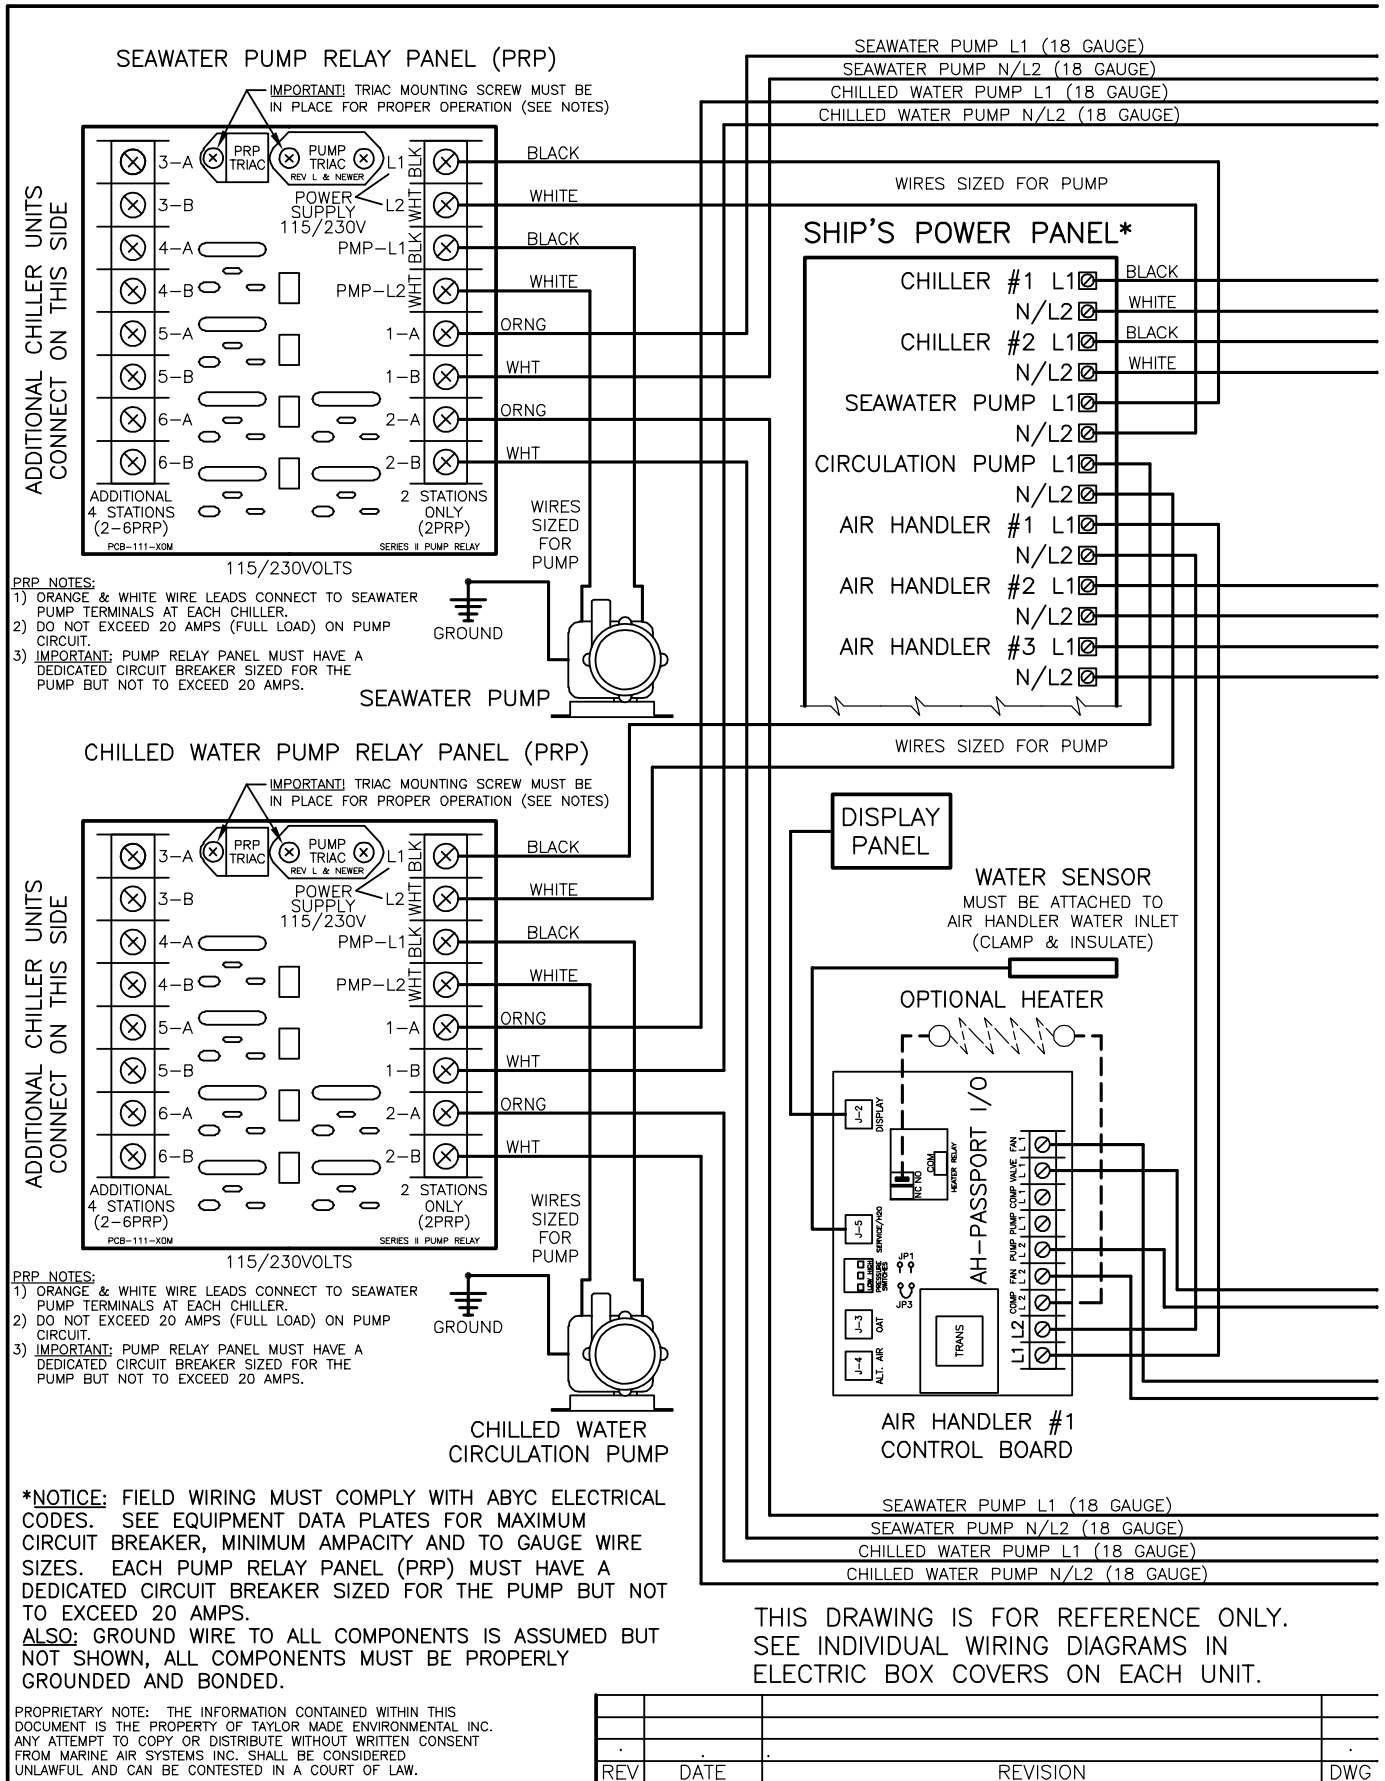 SEAWATER PUMP RELAY PANEL (PRP)
IMPORTANT! TRIAC MOUNTING SCREW MUST BE
IN PLACE FOR PROPER OPERATION (SEE NOTES)
ADDITIONAL CHILLER UNITS
CONNECT ON THIS SIDE
3-A
3-B
4-A
4-B
5-A
5-B
6-A
6-B
PRP
TRIAC
PUMP
TRIAC
REV L & NEWER
POWER
SUPPLY
115/230V
L1
L2
PMP-L1
PMP-L2
1-A
1-B
2-A
2-B
BLK
WHT
BLK
WHT
BLACK
WHITE
BLACK
WHITE
ORNG
WHT
ORNG
WHT
ADDITIONAL
4 STATIONS
(2-6PRP)
PCB-111-XOM
2 STATIONS
ONLY
(2PRP)
SERIES II PUMP RELAY
115/230VOLTS
WIRES
SIZED
FOR
PUMP
PRP NOTES:
1) ORANGE & WHITE WIRE LEADS CONNECT TO SEAWATER
PUMP TERMINALS AT EACH CHILLER.
2) DO NOT EXCEED 20 AMPS (FULL LOAD) ON PUMP
CIRCUIT.
3) IMPORTANT: PUMP RELAY PANEL MUST HAVE A
DEDICATED CIRCUIT BREAKER SIZED FOR THE
PUMP BUT NOT TO EXCEED 20 AMPS.
GROUND
SEAWATER PUMP
SEAWATER PUMP L1 (18 GAUGE)
SEAWATER PUMP N/L2 (18 GAUGE)
CHILLED WATER PUMP L1 (18 GAUGE)
CHILLED WATER PUMP N/L2 (18 GAUGE)
WIRES SIZED FOR PUMP
SHIP'S POWER PANEL*
CHILLER #1 L1
N/L2
CHILLER #2 L1
N/L2
SEAWATER PUMP L1
N/L2
CIRCULATION PUMP L1
N/L2
AIR HANDLER #1 L1
N/L2
AIR HANDLER #2 L1
N/L2
AIR HANDLER #3 L1
N/L2
BLACK
WHITE
BLACK
WHITE
WIRES SIZED FOR PUMP
CHILLED WATER PUMP RELAY PANEL (PRP)
IMPORTANT! TRIAC MOUNTING SCREW MUST BE
IN PLACE FOR PROPER OPERATION (SEE NOTES)
ADDITIONAL CHILLER UNITS
CONNECT ON THIS SIDE
3-A
3-B
4-A
4-B
5-A
5-B
6-A
6-B
PRP
TRIAC
PUMP
TRIAC
REV L & NEWER
POWER
SUPPLY
115/230V
L1
L2
PMP-L1
PMP-L2
1-A
1-B
2-A
2-B
BLK
WHT
BLK
WHT
BLACK
WHITE
BLACK
WHITE
ORNG
WHT
ORNG
WHT
ADDITIONAL
4 STATIONS
(2-6PRP)
PCB-111-XOM
2 STATIONS
ONLY
(2PRP)
SERIES II PUMP RELAY
115/230VOLTS
WIRES
SIZED
FOR
PUMP
PRP NOTES:
1) ORANGE & WHITE WIRE LEADS CONNECT TO SEAWATER
PUMP TERMINALS AT EACH CHILLER.
2) DO NOT EXCEED 20 AMPS (FULL LOAD) ON PUMP
CIRCUIT.
3) IMPORTANT: PUMP RELAY PANEL MUST HAVE A
DEDICATED CIRCUIT BREAKER SIZED FOR THE
PUMP BUT NOT TO EXCEED 20 AMPS.
GROUND
CHILLED WATER
CIRCULATION PUMP
DISPLAY
PANEL
WATER SENSOR
MUST BE ATTACHED TO
AIR HANDLER WATER INLET
(CLAMP & INSULATE)
OPTIONAL HEATER
J-2
DISPLAY
NC NO
COM
HEATER RELAY
J-5
SERVICE/H2O
LOW HIGH
PRESSURE
SWITCHES
JP1
JP3
J-3
OAT
J-4
ALT. AIR
TRANS
AH-PASSPORT I/O
FAN L1
VALVE L1
COMP L1
PUMP L1
PUMP L2
FAN L2
COMP L2
L2
L1
AIR HANDLER #1
CONTROL BOARD
SEAWATER PUMP L1 (18 GAUGE)
SEAWATER PUMP N/L2 (18 GAUGE)
CHILLED WATER PUMP L1 (18 GAUGE)
CHILLED WATER PUMP N/L2 (18 GAUGE)
*NOTICE: FIELD WIRING MUST COMPLY WITH ABYC ELECTRICAL
CODES. SEE EQUIPMENT DATA PLATES FOR MAXIMUM
CIRCUIT BREAKER, MINIMUM AMPACITY AND TO GAUGE WIRE
SIZES. EACH PUMP RELAY PANEL (PRP) MUST HAVE A
DEDICATED CIRCUIT BREAKER SIZED FOR THE PUMP BUT NOT
TO EXCEED 20 AMPS.
ALSO: GROUND WIRE TO ALL COMPONENTS IS ASSUMED BUT
NOT SHOWN, ALL COMPONENTS MUST BE PROPERLY
GROUNDED AND BONDED.
THIS DRAWING IS FOR REFERENCE ONLY.
SEE INDIVIDUAL WIRING DIAGRAMS IN
ELECTRIC BOX COVERS ON EACH UNIT.
PROPRIETARY NOTE: THE INFORMATION CONTAINED WITHIN THIS
DOCUMENT IS THE PROPERTY OF TAYLOR MADE ENVIRONMENTAL INC.
ANY ATTEMPT TO COPY OR DISTRIBUTE WITHOUT WRITTEN CONSENT
FROM MARINE AIR SYSTEMS INC. SHALL BE CONSIDERED
UNLAWFUL AND CAN BE CONTESTED IN A COURT OF LAW.
REV DATE REVISION DWG